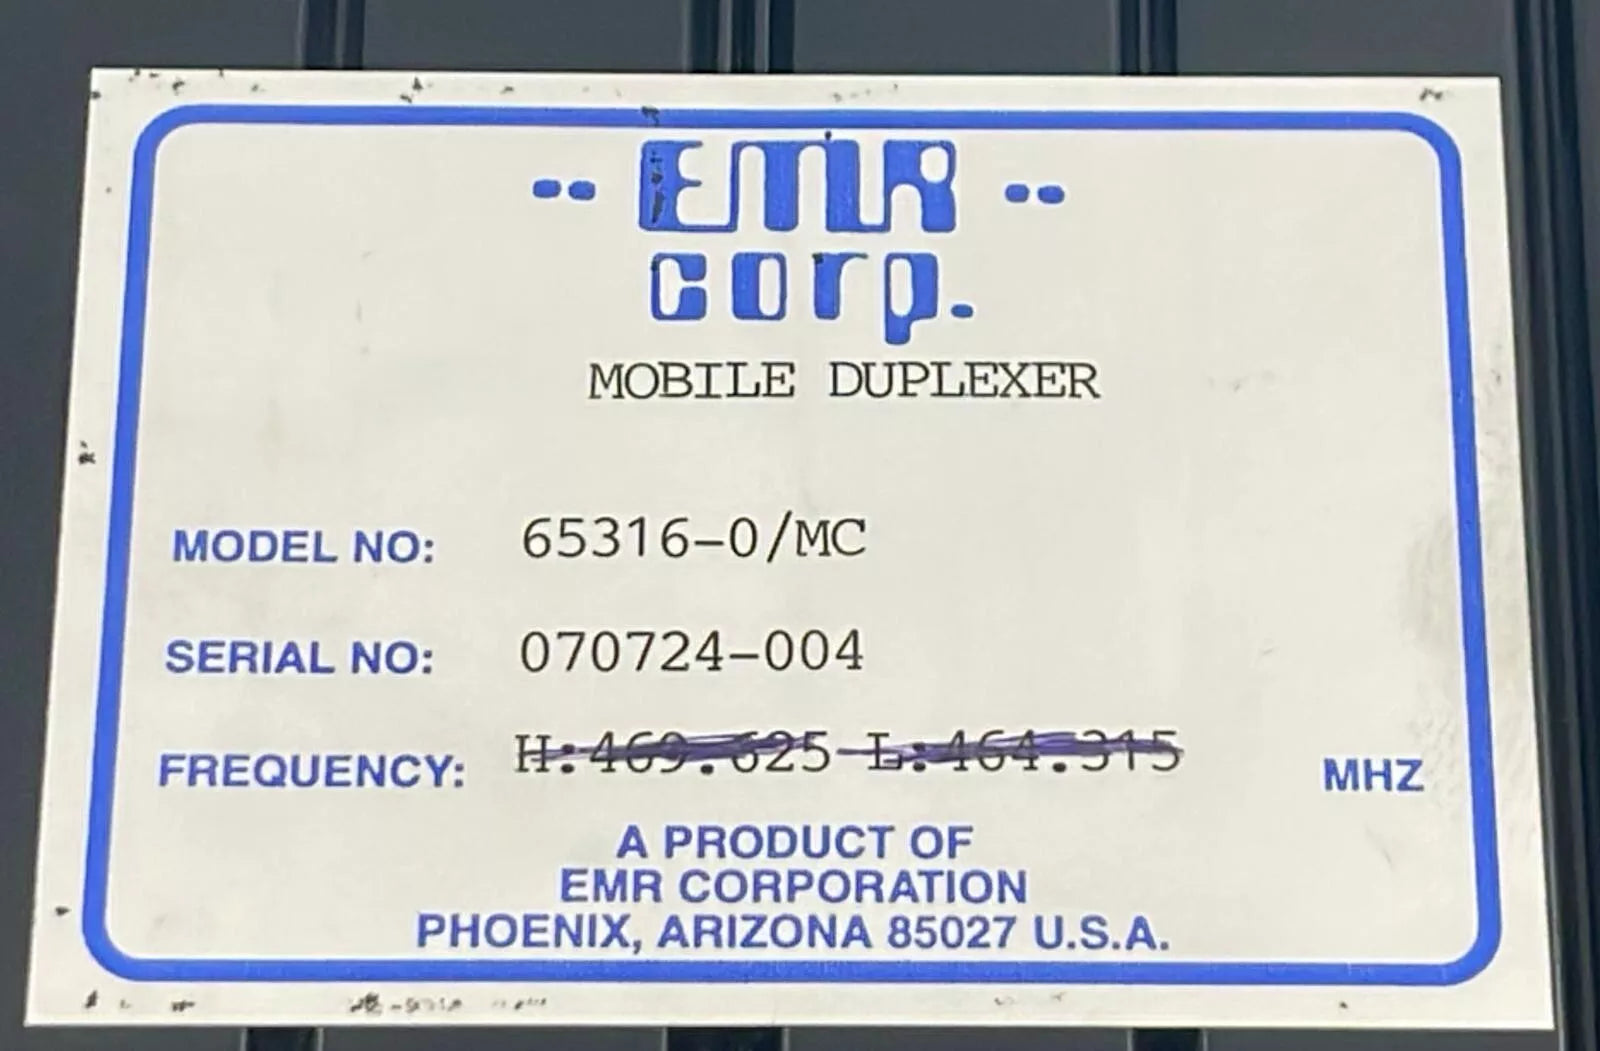 -- EMR --
corp.
MOBILE DUPLEXER
MODEL NO: 65316-0/MC
SERIAL NO: 070724-004
FREQUENCY: H:469.625 L:464.315 MHZ
A PRODUCT OF
EMR CORPORATION
PHOENIX, ARIZONA 85027 U.S.A.